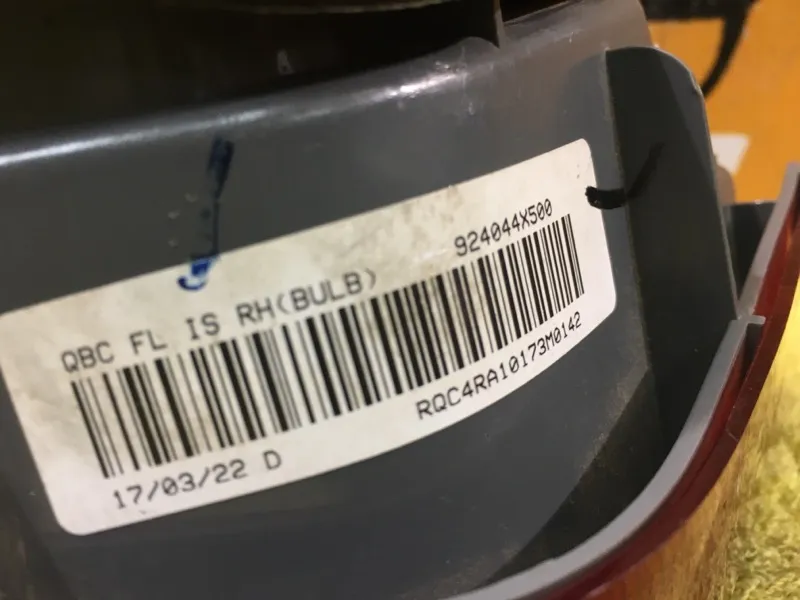 A
QBC FL IS RH(BULB)
924044X500
17/03/22 D
RQC4RA10173M0142